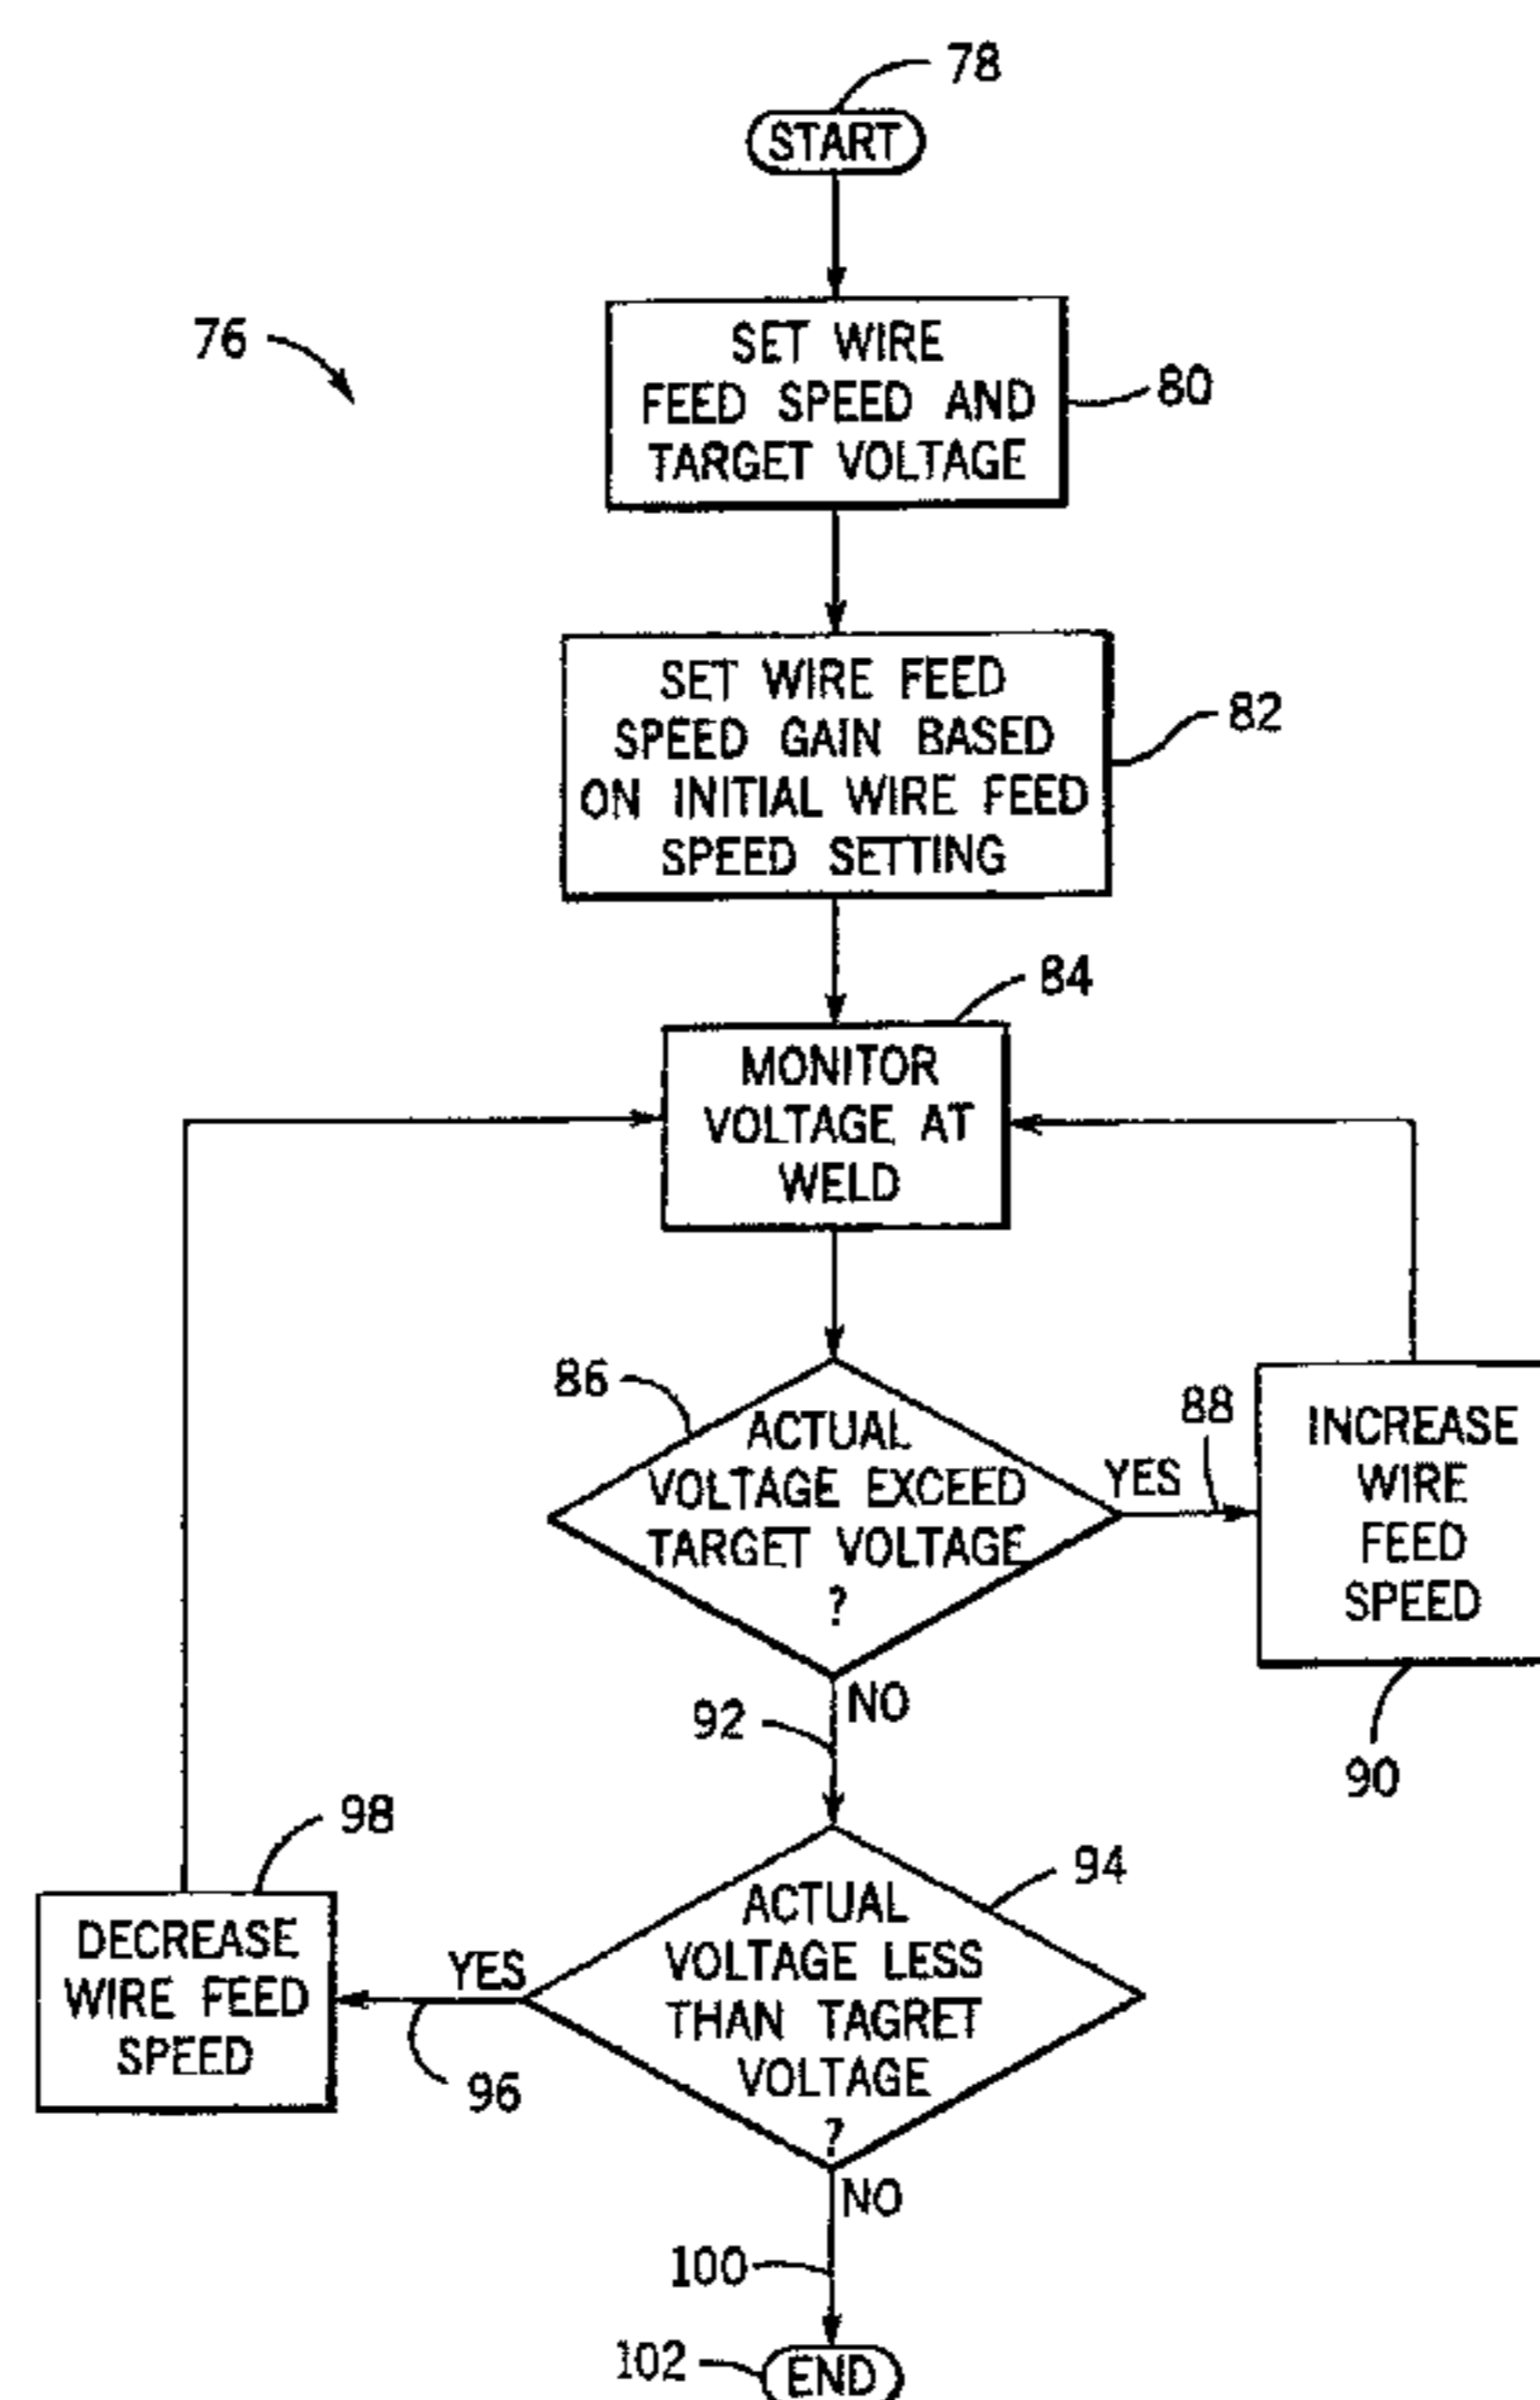 78
START
76
SET WIRE
FEED SPEED AND
TARGET VOLTAGE
80
SET WIRE FEED
SPEED GAIN BASED
ON INITIAL WIRE FEED
SPEED SETTING
82
84
MONITOR
VOLTAGE AT
WELD
86
ACTUAL
VOLTAGE EXCEED
TARGET VOLTAGE
?
YES
88
INCREASE
WIRE
FEED
SPEED
90
NO
92
94
ACTUAL
VOLTAGE LESS
THAN TAGRET
VOLTAGE
?
YES
96
98
DECREASE
WIRE FEED
SPEED
NO
100
102
END